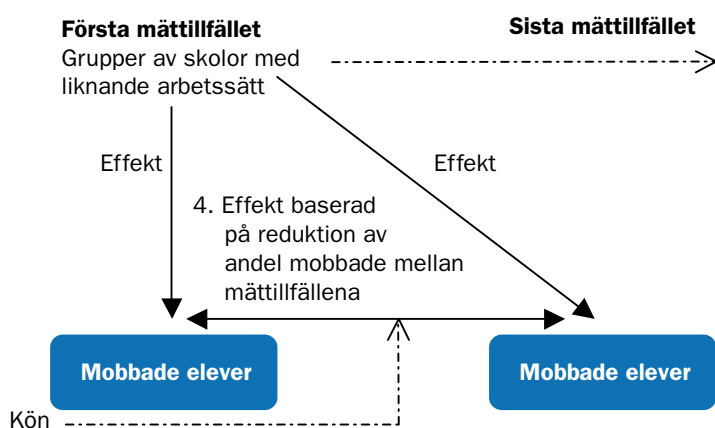 Första mättillfället
Sista mättillfället
Grupper av skolor med
liknande arbetssätt
Effekt
Effekt
4. Effekt baserad
på reduktion av
andel mobbade mellan
mättillfällena
Mobbade elever
Mobbade elever
Kön